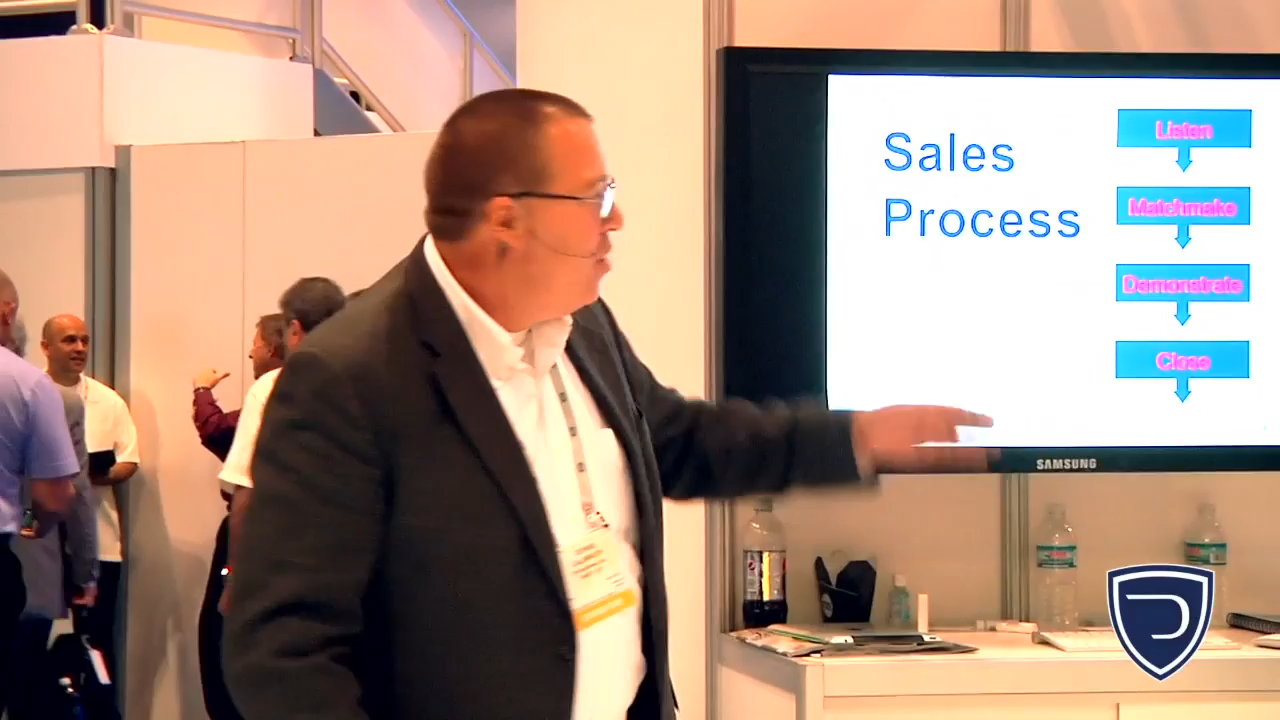 Sales
Process
Listen
Matchmake
Demonstrate
Close
SAMSUNG